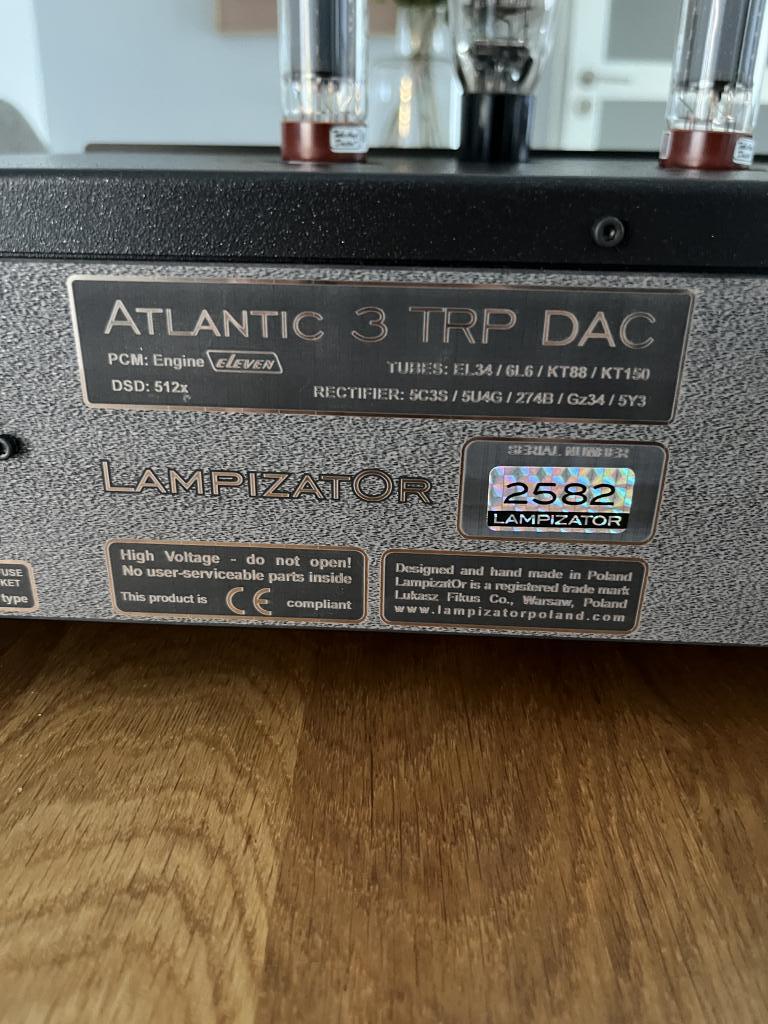 ATLANTIC 3 TRP DAC
PCM: Engine ELEVEN
TUBES: EL34 / 6L6 / KT88 / KT150
DSD: 512x
RECTIFIER: 5C3S / 5U4G / 274B / Gz34 / 5Y3
LAMPIZATOR
SERIAL NUMBER
2582
LAMPIZATOR
FUSE
type
High Voltage - do not open!
No user-serviceable parts inside
This product is CE compliant
Designed and hand made in Poland
LampizatOr is a registered trade mark
Lukasz Fikus Co., Warsaw, Poland
www.lampizatorpoland.com